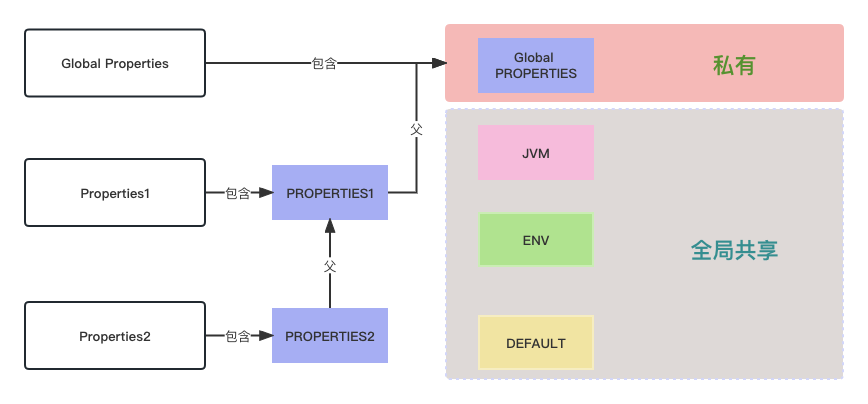 Global Properties
包含
Global
PROPERTIES
私有
父
JVM
Properties1
包含
PROPERTIES1
ENV
全局共享
父
Properties2
包含
PROPERTIES2
DEFAULT